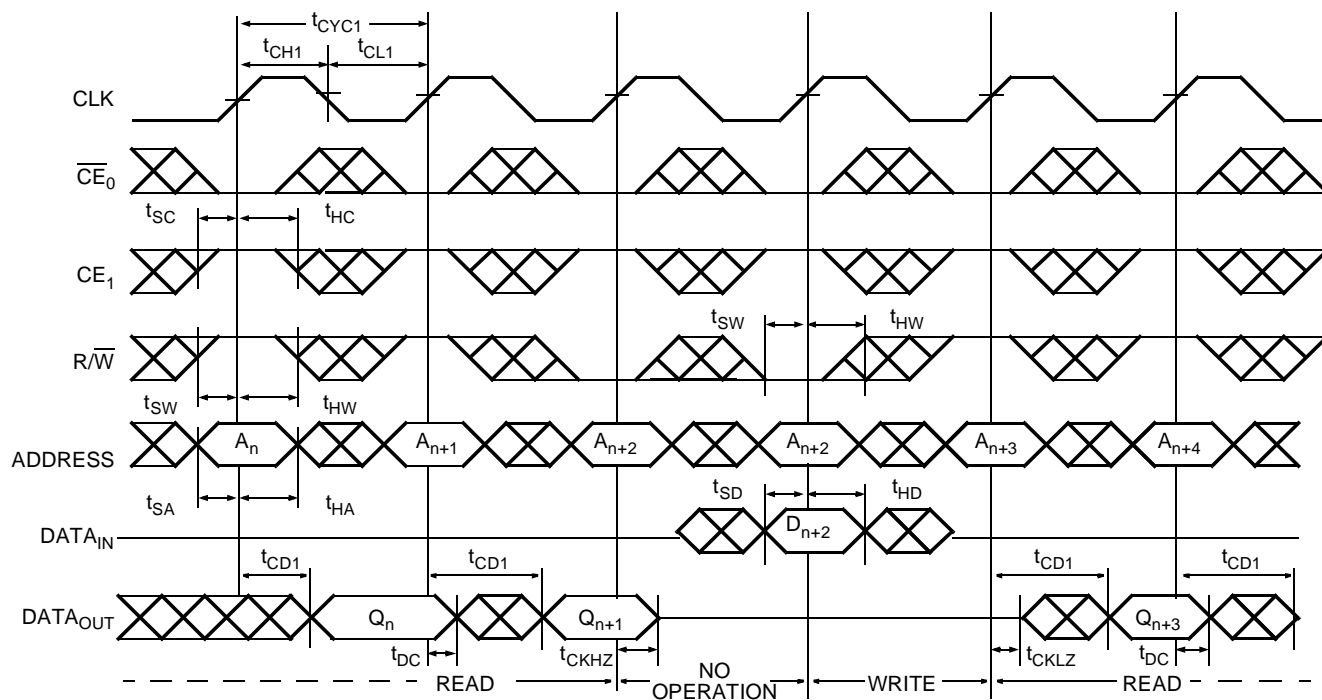 tCYC1
tCH1 tCL1
CLK
CE0
tSC tHC
CE1
tSW tHW
R/W
tSW tHW
An An+1 An+2 An+2 An+3 An+4
ADDRESS
tSA tHA tSD tHD
DATAIN Dn+2
tCD1 tCD1 tCD1 tCD1
DATAOUT Qn Qn+1 Qn+3
tDC tCKHZ tCKLZ tDC
READ NO OPERATION WRITE READ